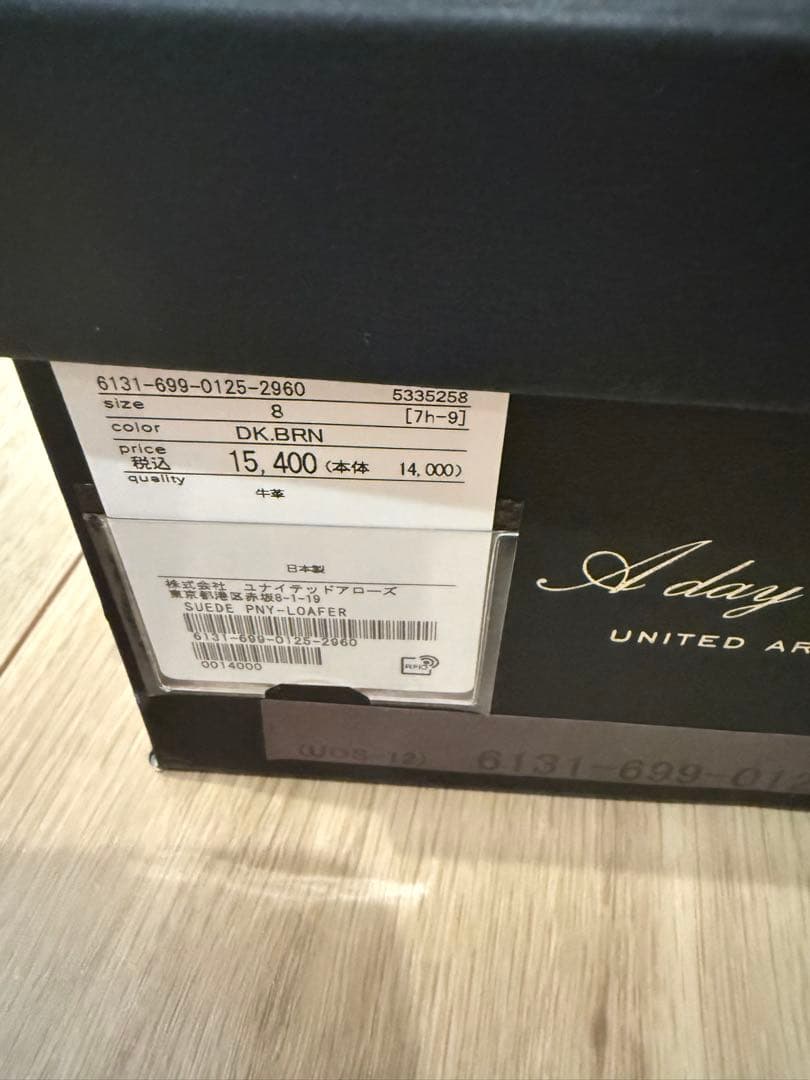 6131-699-0125-2960 5335258
size 8 [7h-9]
color DK.BRN
price
税込 15,400 (本体 14,000)
quality
牛革
日本製
株式会社 ユナイテッドアローズ
東京都港区赤坂8-1-19
SUEDE PNY-LOAFER
6131-699-0125-2960
0014000
RFID
A day
UNITED AR
(UOS-12) 6131-699-012